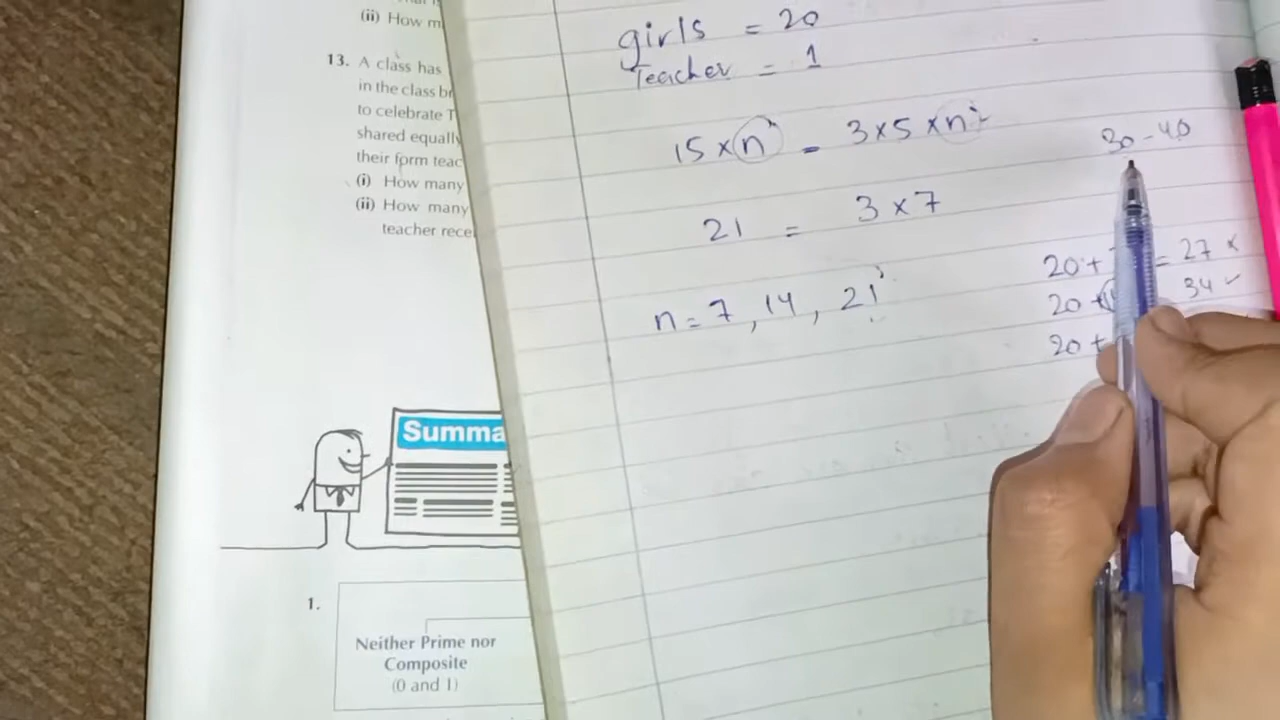 (ii) How
13. A class has
in the class
to celebrate
shared equally
their form
(i) How many
(ii) How many
teacher
Summa
1.
Neither Prime nor
Composite
(0 and 1)
girls = 20
Teacher = 1
15 × n = 3 × 5 × n
30 - 40
21 = 3 × 7
20 + = 27 ×
20 + 34 ✓
20 +
n = 7, 14, 21